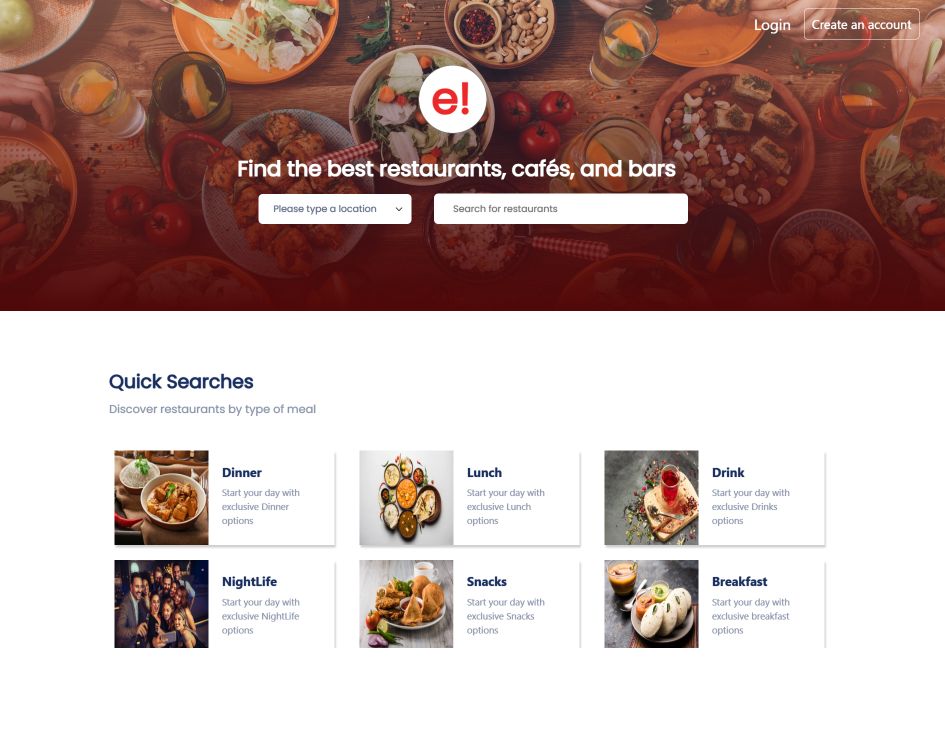 Login
Create an account
e!
Find the best restaurants, cafés, and bars
Please type a location
Search for restaurants
Quick Searches
Discover restaurants by type of meal
Dinner
Start your day with
exclusive Dinner
options
Lunch
Start your day with
exclusive Lunch
options
Drink
Start your day with
exclusive Drinks
options
NightLife
Start your day with
exclusive NightLife
options
Snacks
Start your day with
exclusive Snacks
options
Breakfast
Start your day with
exclusive breakfast
options